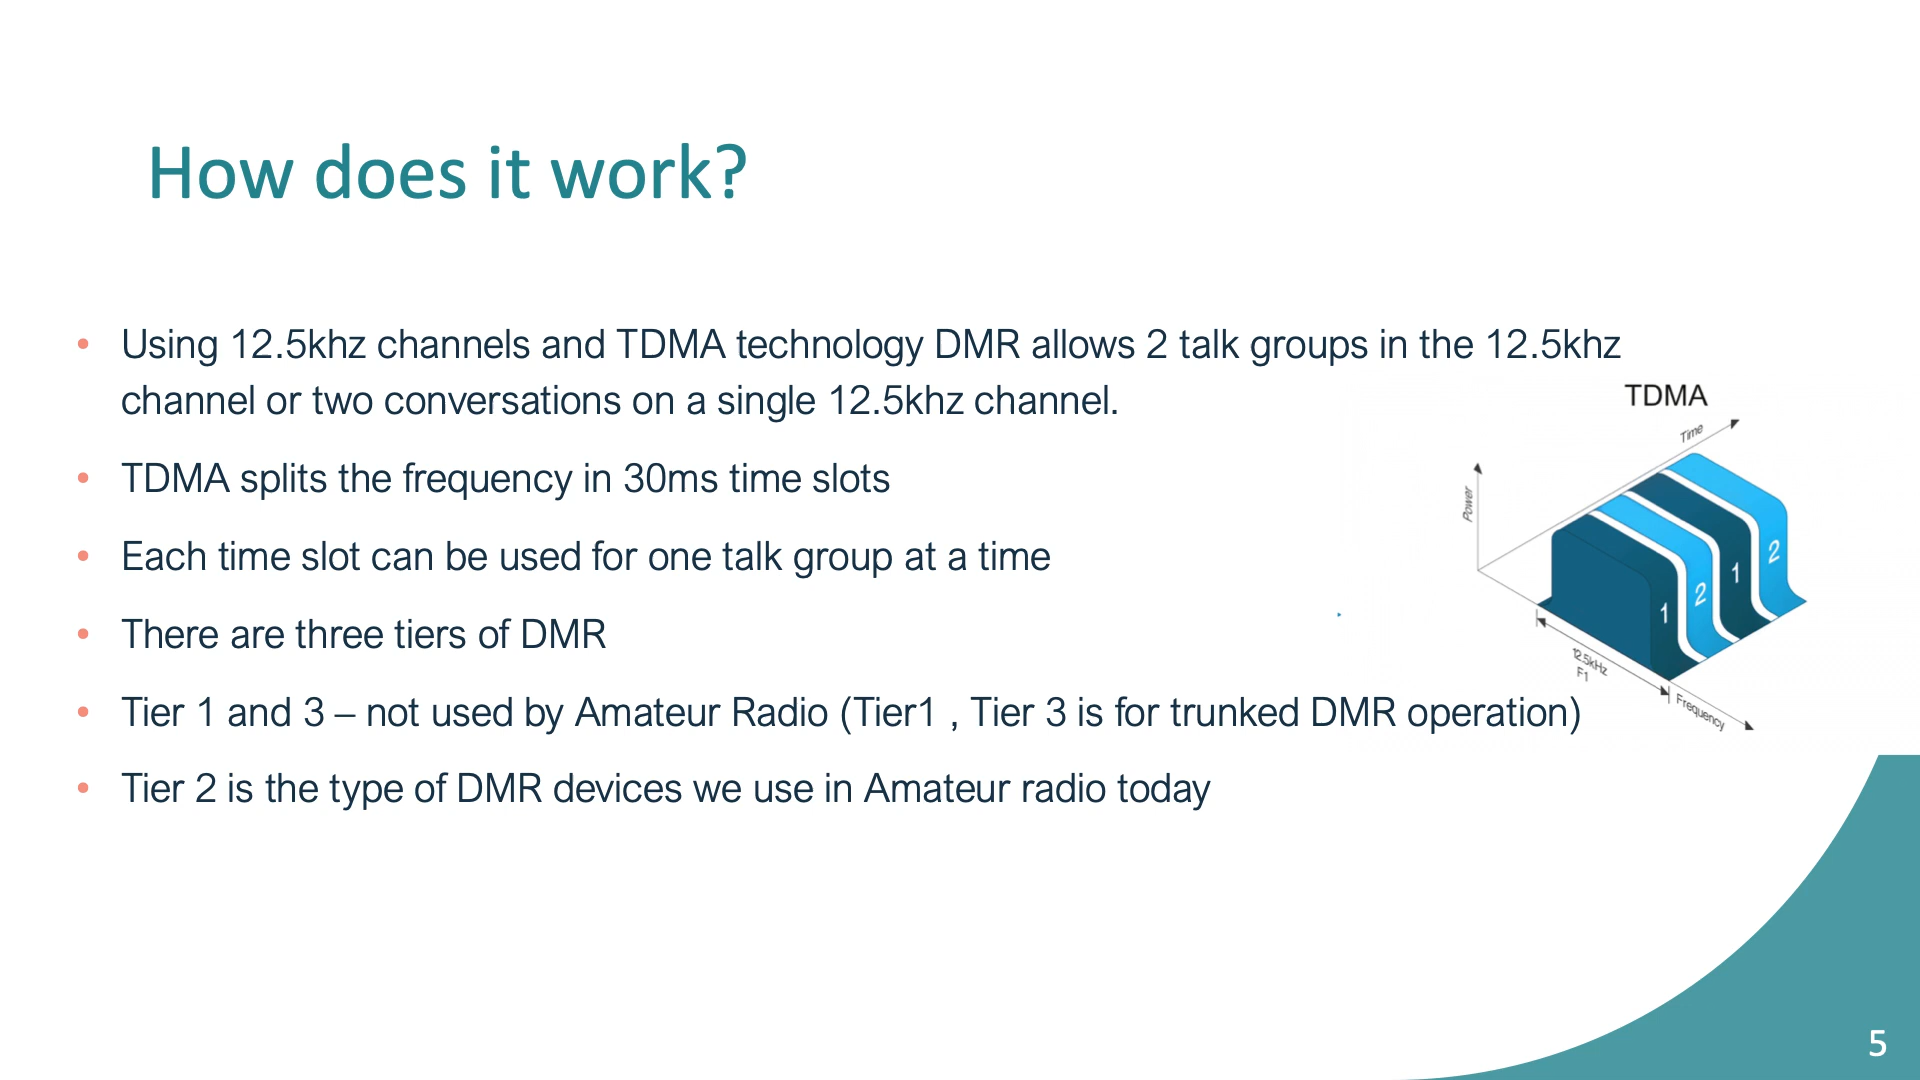 How does it work?
• Using 12.5khz channels and TDMA technology DMR allows 2 talk groups in the 12.5khz
channel or two conversations on a single 12.5khz channel.
• TDMA splits the frequency in 30ms time slots
• Each time slot can be used for one talk group at a time
• There are three tiers of DMR
• Tier 1 and 3 – not used by Amateur Radio (Tier1 , Tier 3 is for trunked DMR operation)
• Tier 2 is the type of DMR devices we use in Amateur radio today
TDMA
Time
Power
1
2
1
2
12.5kHz
F1
Frequency
5